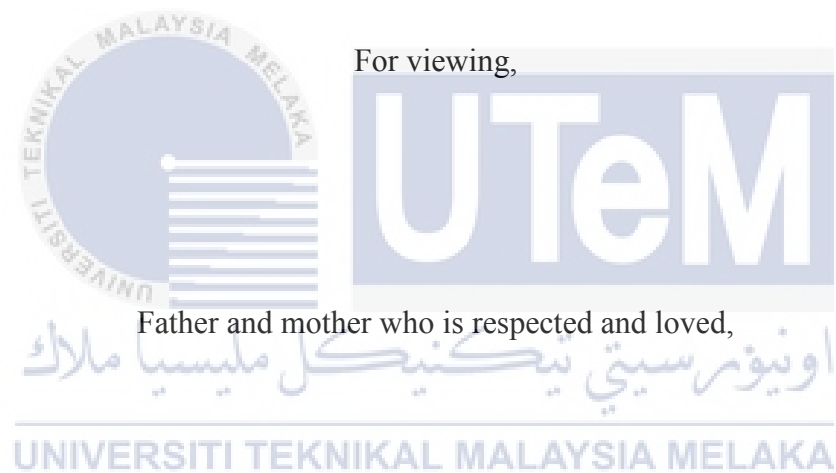 UNIVERSITI TEKNIKAL MALAYSIA MELAKA
For viewing,
UTeM
Father and mother who is respected and loved,
اونيۏرسيتي تيكنيكل مليسيا ملاك
UNIVERSITI TEKNIKAL MALAYSIA MELAKA